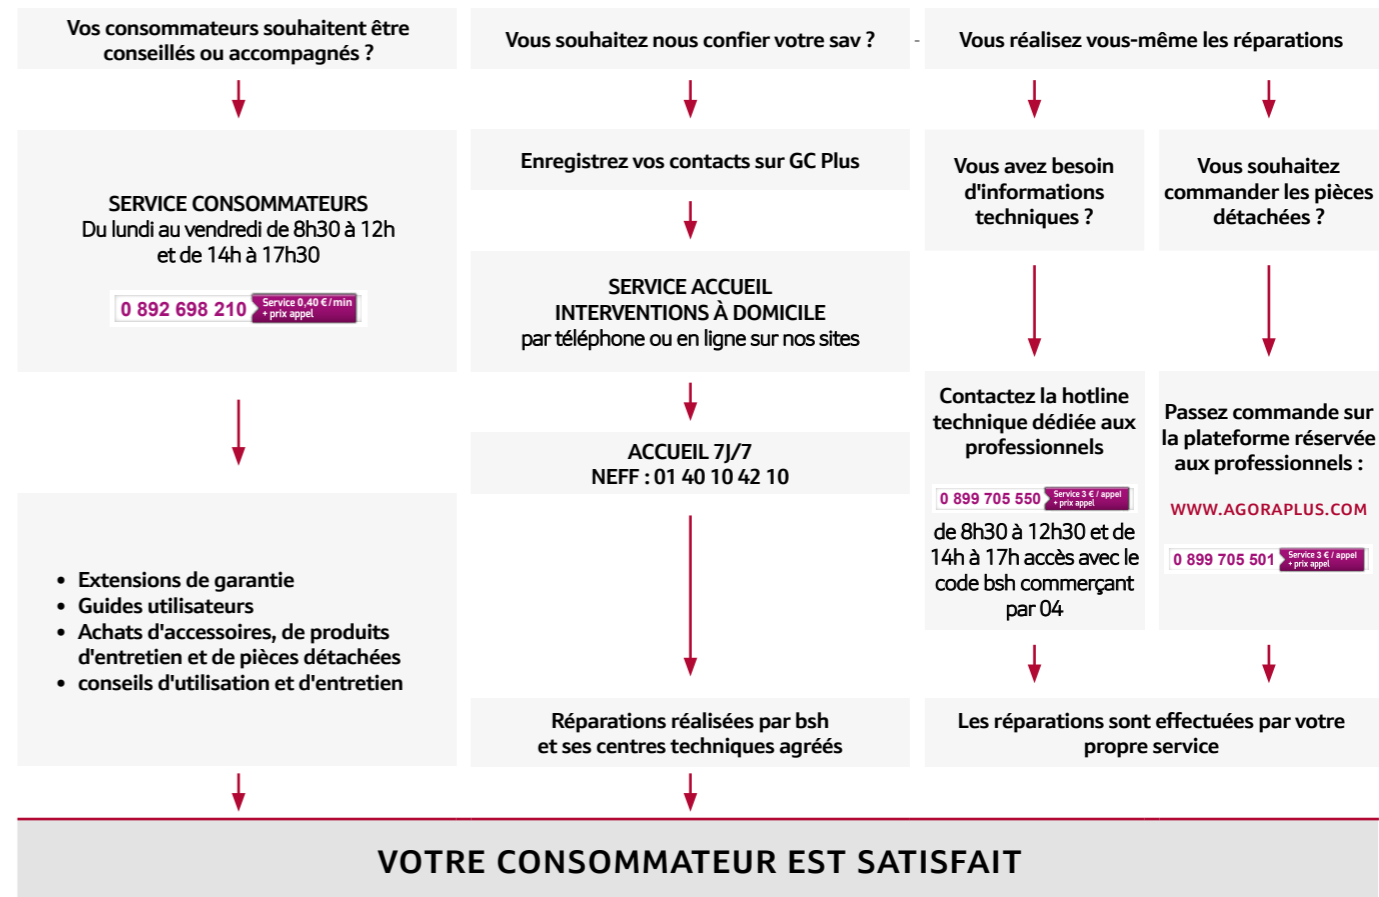 Vos consommateurs souhaitent être
conseillés ou accompagnés ?
SERVICE CONSOMMATEURS
Du lundi au vendredi de 8h30 à 12h
et de 14h à 17h30
0 892 698 210 Service 0,40 € / min
+ prix appel
• Extensions de garantie
• Guides utilisateurs
• Achats d'accessoires, de produits
d'entretien et de pièces détachées
• conseils d'utilisation et d'entretien
Vous souhaitez nous confier votre sav ?
Enregistrez vos contacts sur GC Plus
SERVICE ACCUEIL
INTERVENTIONS À DOMICILE
par téléphone ou en ligne sur nos sites
ACCUEIL 7J/7
NEFF : 01 40 10 42 10
Réparations réalisées par bsh
et ses centres techniques agréés
-
Vous réalisez vous-même les réparations
Vous avez besoin
d'informations
techniques ?
Contactez la hotline
technique dédiée aux
professionnels
0 899 705 550 Service 3 € / appel
+ prix appel
de 8h30 à 12h30 et de
14h à 17h accès avec le
code bsh commerçant
par 04
Vous souhaitez
commander les pièces
détachées ?
Passez commande sur
la plateforme réservée
aux professionnels :
WWW.AGORAPLUS.COM
0 899 705 501 Service 3 € / appel
+ prix appel
Les réparations sont effectuées par votre
propre service
VOTRE CONSOMMATEUR EST SATISFAIT